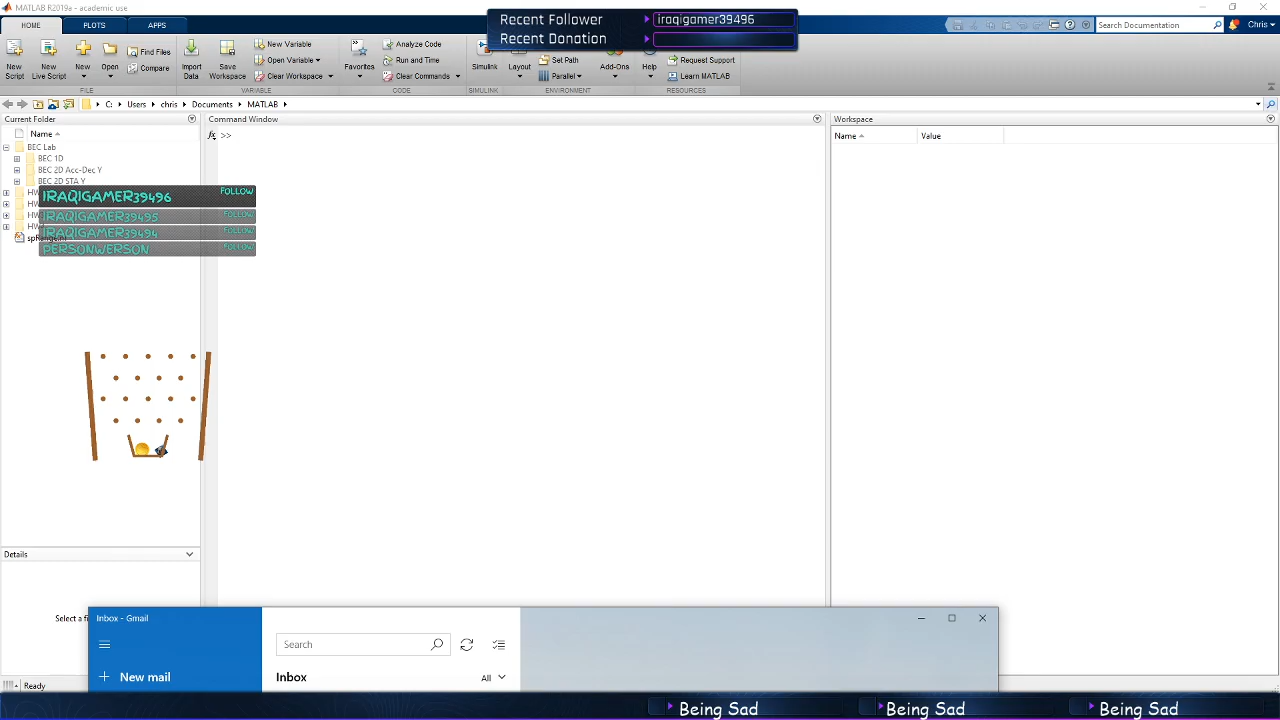 MATLAB R2019a - academic use
Recent Follower iraqigamer39496
Recent Donation
HOME PLOTS APPS
Search Documentation Chris
New Script
New Live Script
New
Open
Find Files
Compare
Import Data
Save Workspace
New Variable
Open Variable
Clear Workspace
Favorites
Analyze Code
Run and Time
Clear Commands
Simulink
Layout
Set Path
Parallel
Add-Ons
Help
Request Support
Learn MATLAB
FILE VARIABLE CODE SIMULINK ENVIRONMENT RESOURCES
C: Users chris Documents MATLAB
Current Folder
Command Window
Workspace
Name
fx >>
Name Value
BEC Lab
BEC 1D
BEC 2D Acc-Dec Y
BEC 2D STA Y
IRAQIGAMER39496 FOLLOW
IRAQIGAMER39495 FOLLOW
IRAQIGAMER39494 FOLLOW
PERSONWERSON FOLLOW
Details
Select a fi
Inbox - Gmail
Search
New mail
Inbox All
Ready
Being Sad Being Sad Being Sad